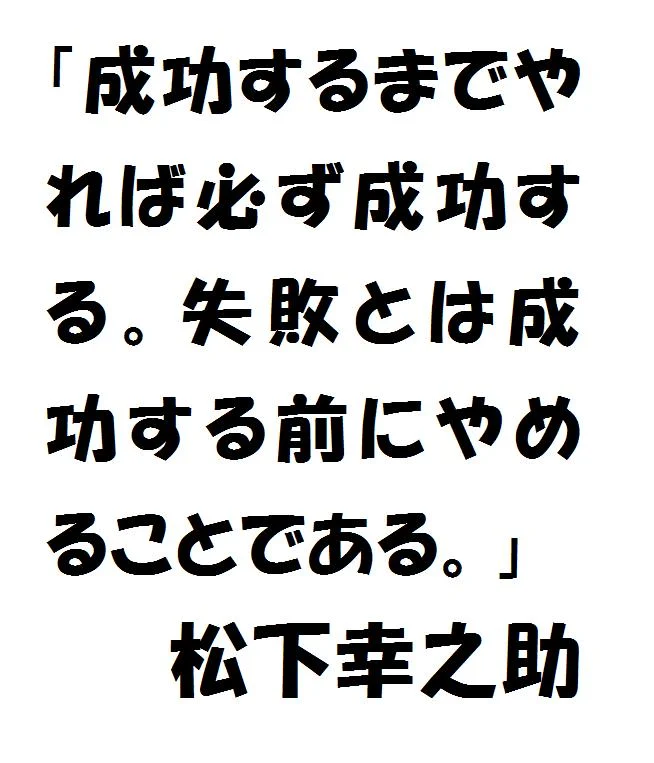 「成功するまでや
れば必ず成功す
る。失敗とは成
功する前にやめ
ることである。」
松下幸之助